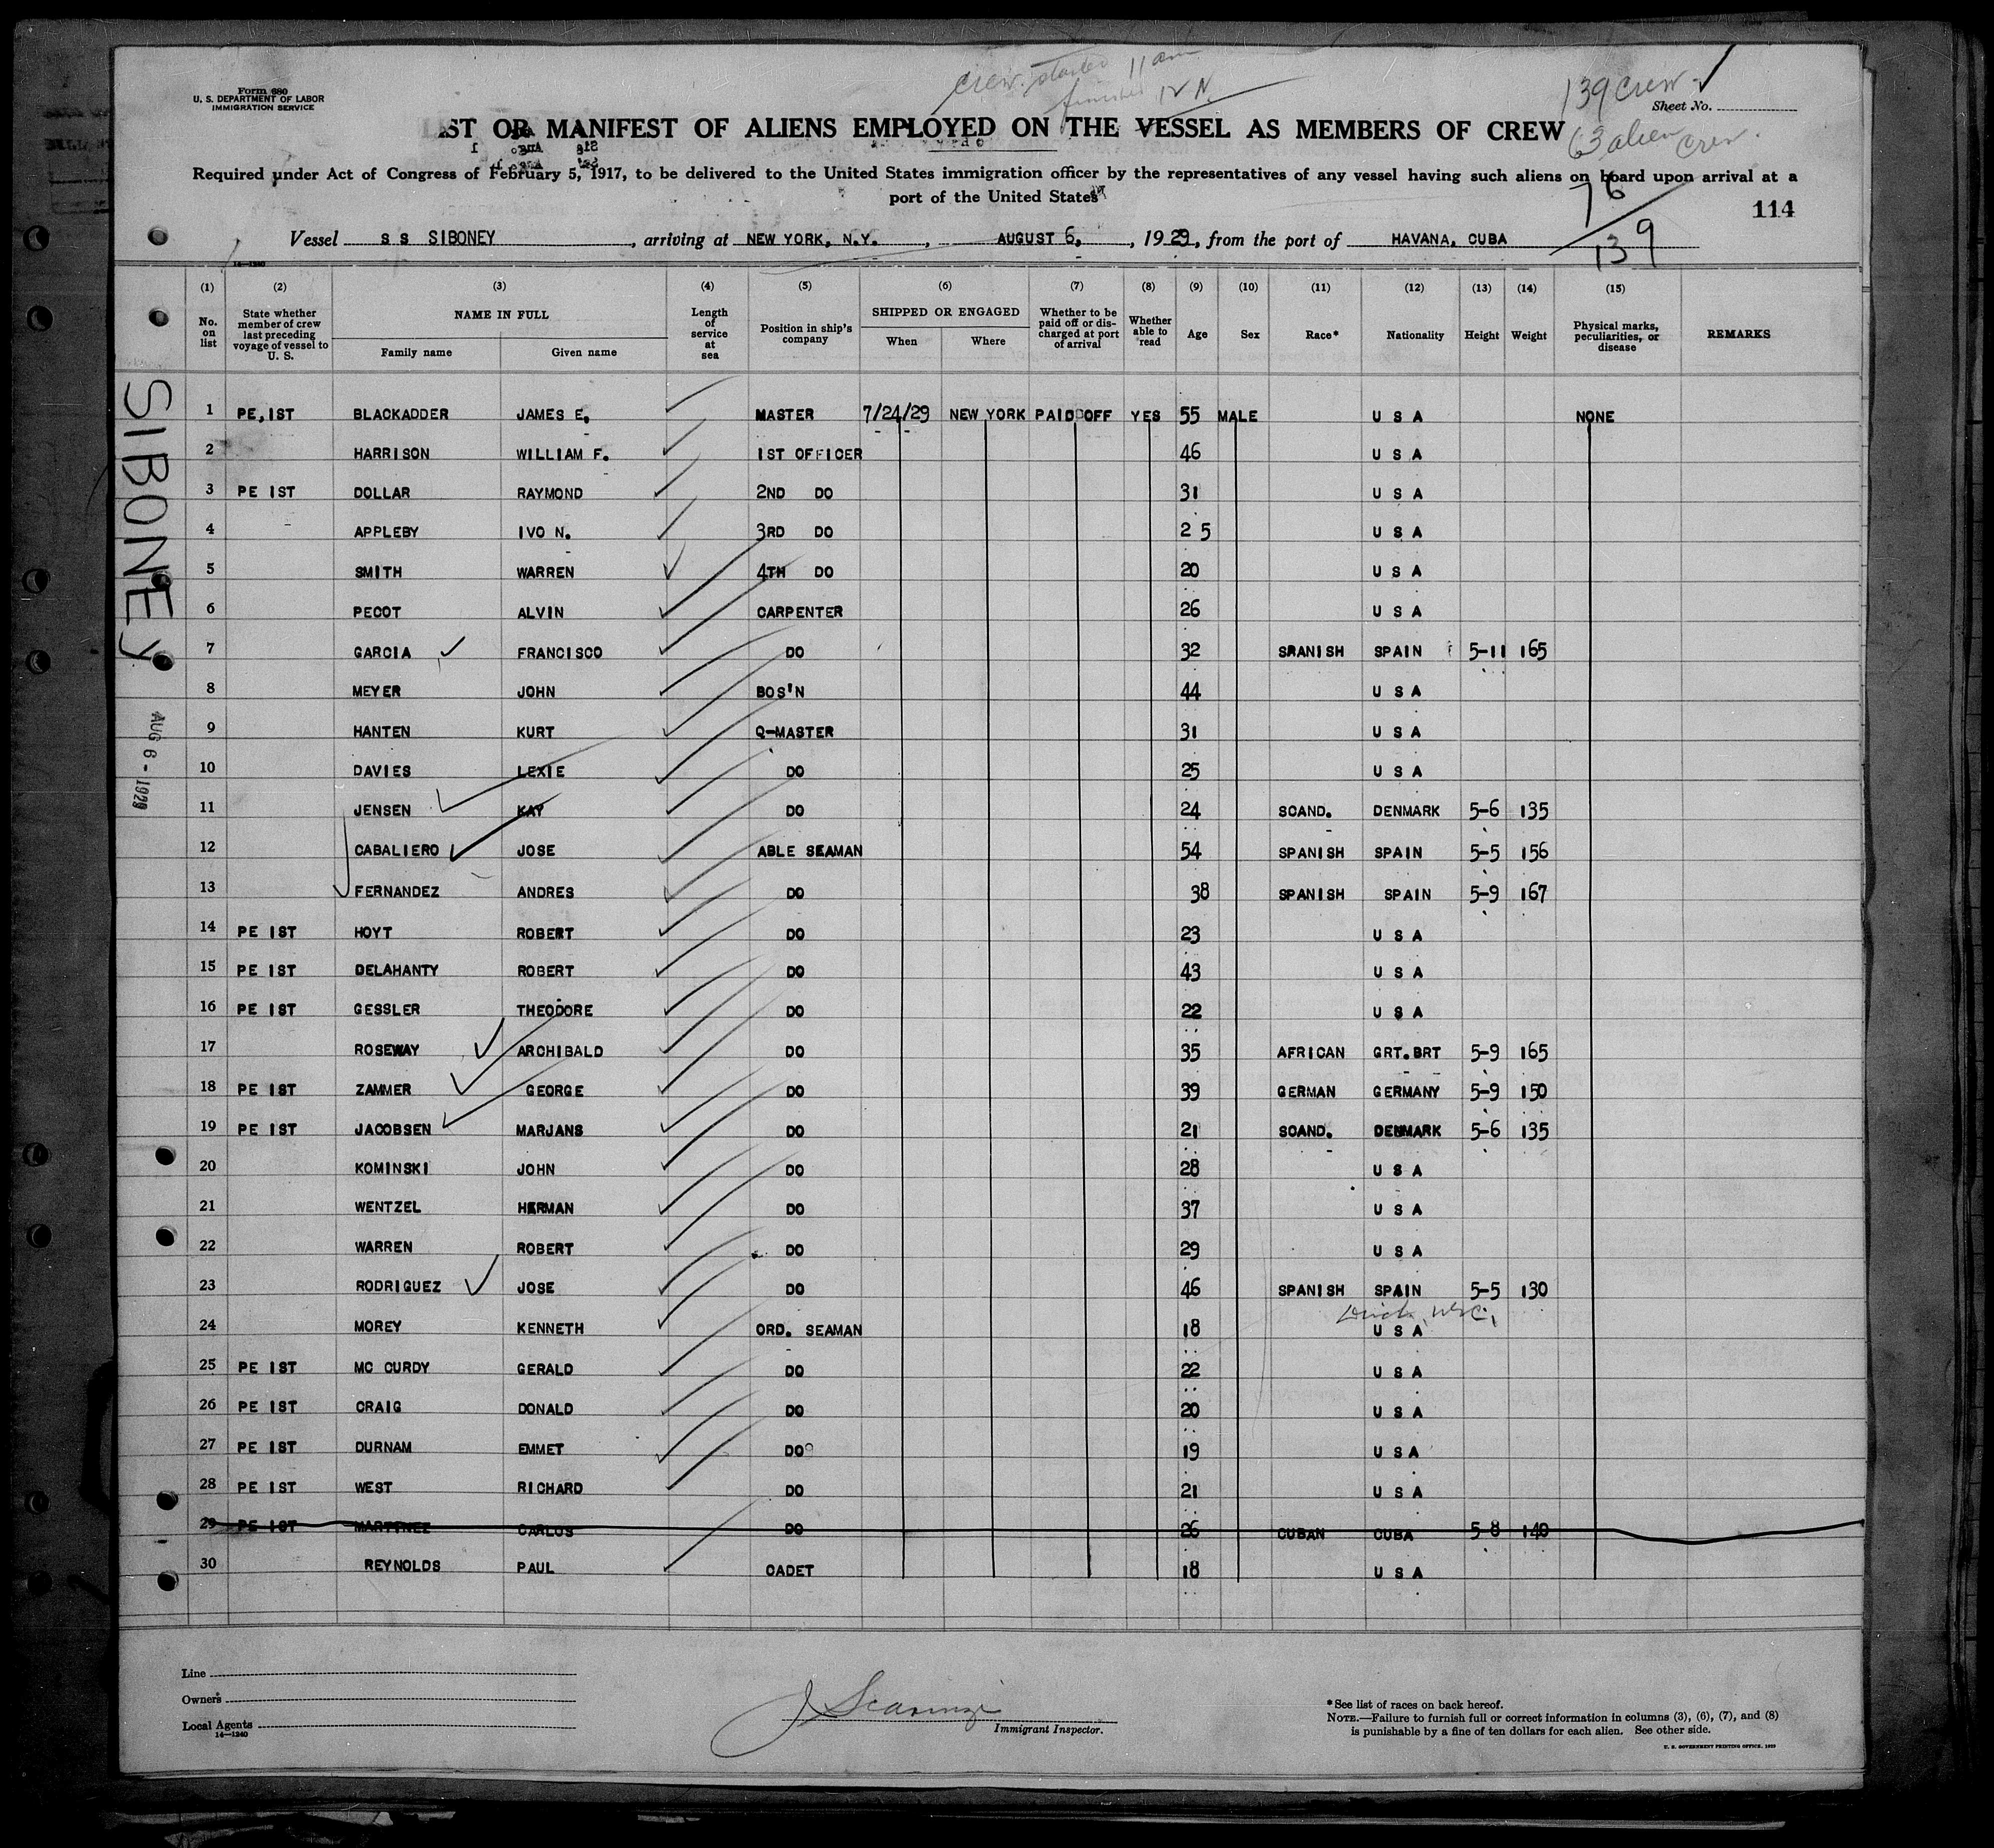 Form 680
U. S. DEPARTMENT OF LABOR
IMMIGRATION SERVICE
crew started 11 am
finished 12 N.
139 crew
Sheet No.
LIST OR MANIFEST OF ALIENS EMPLOYED ON THE VESSEL AS MEMBERS OF CREW
63 alien crew.
Required under Act of Congress of February 5, 1917, to be delivered to the United States immigration officer by the representatives of any vessel having such aliens on board upon arrival at a
port of the United States
76
139
114
Vessel S S SIBONEY, arriving at NEW YORK, N.Y., AUGUST 6, 1929, from the port of HAVANA, CUBA
14—1240
(1) (2) (3) (4) (5) (6) (7) (8) (9) (10) (11) (12) (13) (14) (15)
No. on list
State whether member of crew last preceding voyage of vessel to U. S.
NAME IN FULL
Family name Given name
Length of service at sea
Position in ship's company
SHIPPED OR ENGAGED
When Where
Whether to be paid off or discharged at port of arrival
Whether able to read
Age Sex Race* Nationality Height Weight
Physical marks, peculiarities, or disease
REMARKS
SIBONEY
AUG 6 - 1929
1 PE,IST BLACKADDER JAMES E, MASTER 7/24/29 NEW YORK PAID OFF YES 55 MALE U S A NONE
2 HARRISON WILLIAM F. IST OFFICER 46 U S A
3 PE IST DOLLAR RAYMOND 2ND DO 31 U S A
4 APPLEBY IVO N. 3RD DO 2 5 U S A
5 SMITH WARREN 4TH DO 20 U S A
6 PECOT ALVIN CARPENTER 26 U S A
7 GARCIA FRANCISCO DO 32 SPANISH SPAIN 5-11 165
8 MEYER JOHN BOS'N 44 U S A
9 HANTEN KURT Q-MASTER 31 U S A
10 DAVIES LEXIE DO 25 U S A
11 JENSEN KAY DO 24 SCAND. DENMARK 5-6 135
12 CABALIERO JOSE ABLE SEAMAN 54 SPANISH SPAIN 5-5 156
13 FERNANDEZ ANDRES DO 38 SPANISH SPAIN 5-9 167
14 PE IST HOYT ROBERT DO 23 U S A
15 PE IST DELAHANTY ROBERT DO 43 U S A
16 PE IST GESSLER THEODORE DO 22 U S A
17 ROSEWAY ARCHIBALD DO 35 AFRICAN GRT.BRT 5-9 165
18 PE IST ZAMMER GEORGE DO 39 GERMAN GERMANY 5-9 150
19 PE IST JACOBSEN MARJANS DO 21 SCAND. DENMARK 5-6 135
20 KOMINSKI JOHN DO 28 U S A
21 WENTZEL HERMAN DO 37 U S A
22 WARREN ROBERT DO 29 U S A
23 RODRIGUEZ JOSE DO 46 SPANISH SPAIN 5-5 130
24 MOREY KENNETH ORD. SEAMAN 18 U S A
25 PE IST MC CURDY GERALD DO 22 U S A
26 PE IST CRAIG DONALD DO 20 U S A
27 PE IST DURNAM EMMET DO 19 U S A
28 PE IST WEST RICHARD DO 21 U S A
29 PE IST MARTINEZ CARLOS DO 26 CUBAN CUBA 5-8 140
30 REYNOLDS PAUL CADET 18 U S A
Line
Owners
Local Agents
14—1240
Immigrant Inspector.
*See list of races on back hereof.
NOTE.—Failure to furnish full or correct information in columns (3), (6), (7), and (8)
is punishable by a fine of ten dollars for each alien. See other side.
U. S. GOVERNMENT PRINTING OFFICE, 1929